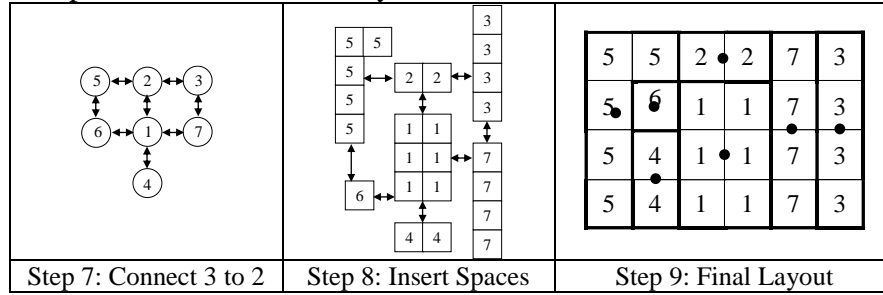 5 2 3
6 1 7
4
3
5 5 3
5 2 2 3
5 3
5 1 1
1 1 7
6 1 1 7
7
4 4 7
5 5 2 2 7 3
5 6 1 1 7 3
5 4 1 1 7 3
5 4 1 1 7 3
Step 7: Connect 3 to 2
Step 8: Insert Spaces
Step 9: Final Layout